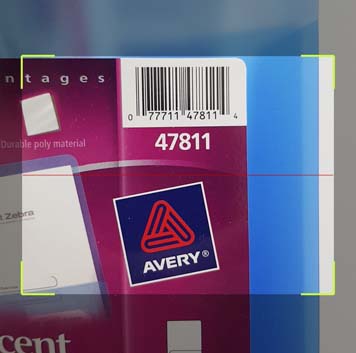 ntages
0 77711 47811 4
Durable poly material
47811
t Zebra
AVERY®
cent